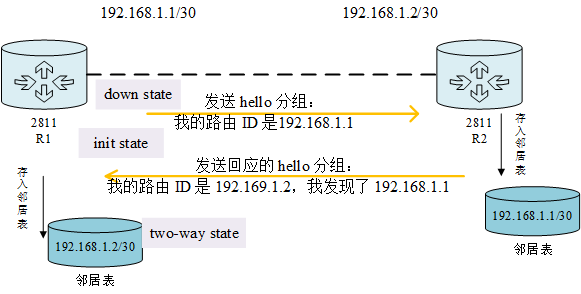 192.168.1.1/30
192.168.1.2/30
down state
发送 hello 分组：
我的路由 ID 是192.168.1.1
2811
R1
2811
R2
init state
发送回应的 hello 分组：
我的路由 ID 是 192.169.1.2，我发现了 192.168.1.1
存入邻居表
存入邻居表
192.168.1.1/30
邻居表
two-way state
192.168.1.2/30
邻居表